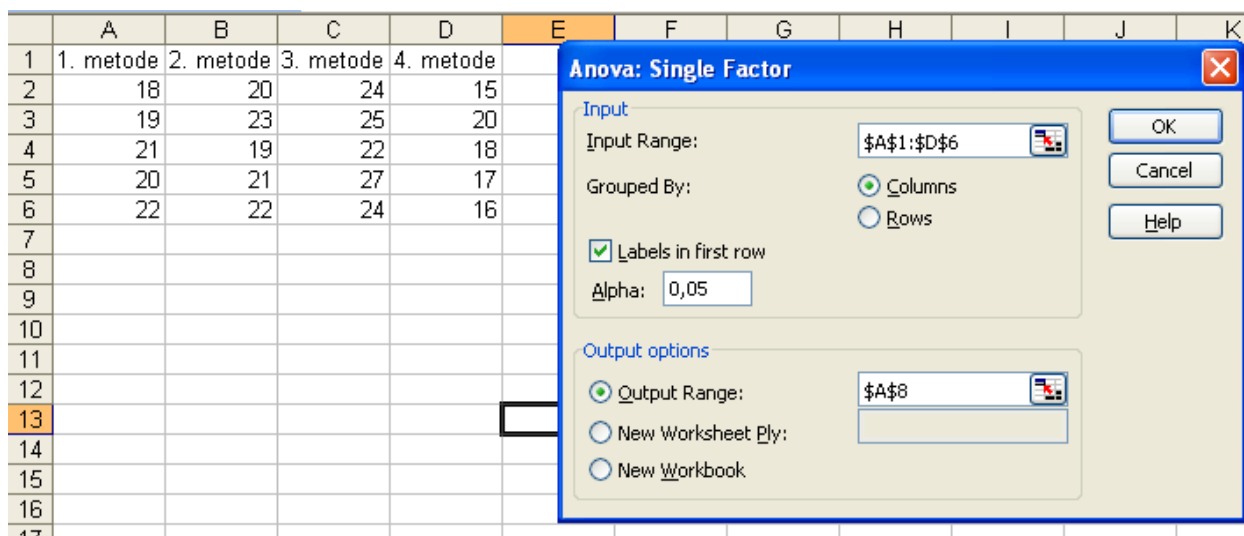 A B C D E F G H I J K
1 1. metode 2. metode 3. metode 4. metode
2 18 20 24 15
3 19 23 25 20
4 21 19 22 18
5 20 21 27 17
6 22 22 24 16
7
8
9
10
11
12
13
14
15
16
17
Anova: Single Factor
Input
Input Range: $A$1:$D$6
Grouped By: Columns
Rows
Labels in first row
Alpha: 0,05
Output options
Output Range: $A$8
New Worksheet Ply:
New Workbook
OK
Cancel
Help